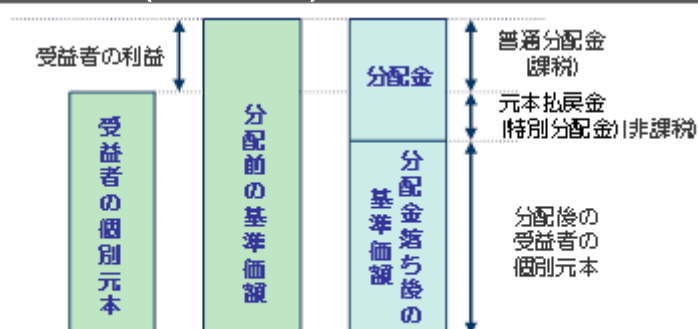 受益者の利益
受益者の個別元本
分配前の基準価額
分配金
分配金落ち後の
基準価額
普通分配金
(課税)
元本払戻金
(特別分配金)(非課税)
分配後の
受益者の
個別元本